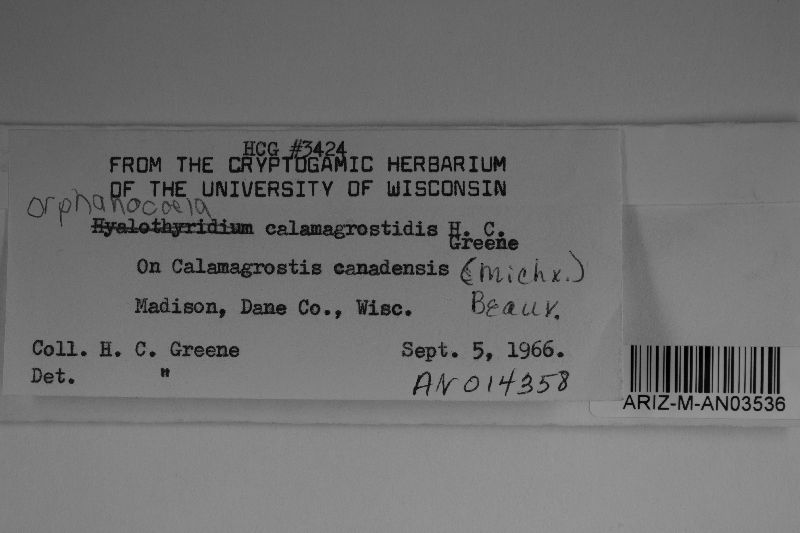 HCG #3424
FROM THE CRYPTOGAMIC HERBARIUM
OF THE UNIVERSITY OF WISCONSIN
orphanocoela
Hyalothyridium calamagrostidis H. C. Greene
On Calamagrostis canadensis (Michx.)
Beauv.
Madison, Dane Co., Wisc.
Coll. H. C. Greene Sept. 5, 1966.
Det. "
AN014358
ARIZ-M-AN03536